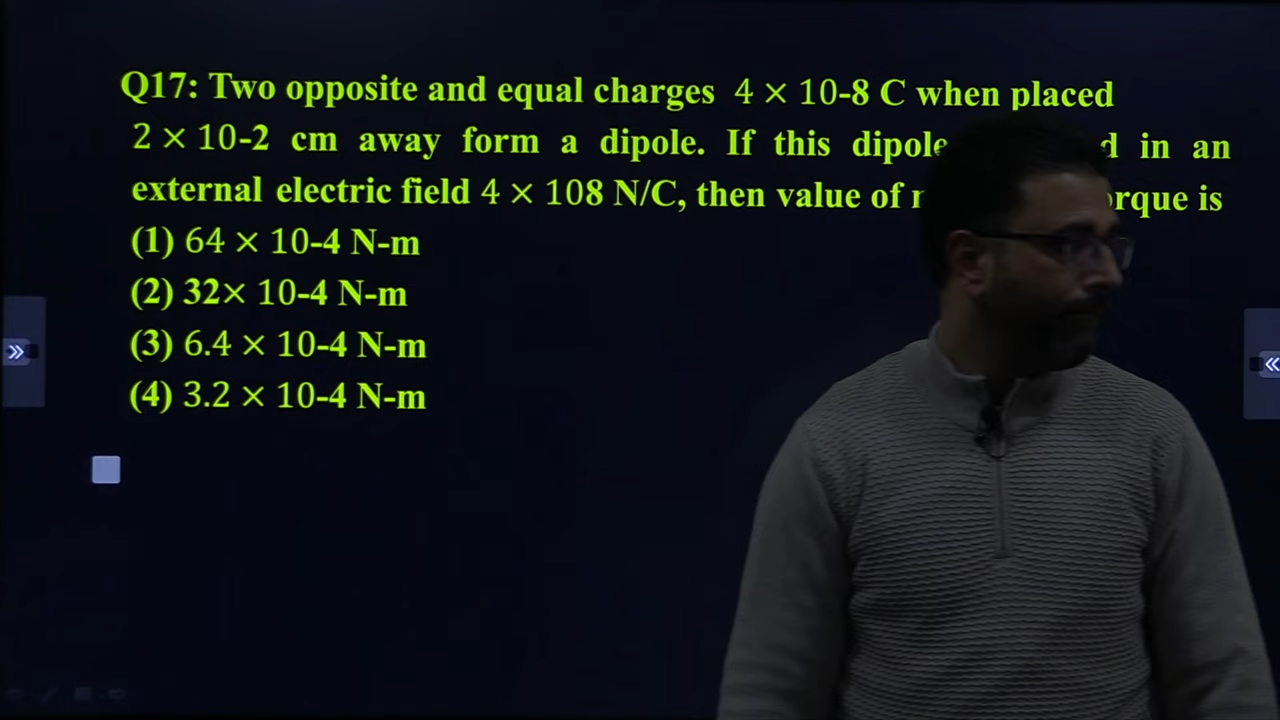 Q17: Two opposite and equal charges 4 × 10-8 C when placed
2 × 10-2 cm away form a dipole. If this dipole d in an
external electric field 4 × 108 N/C, then value of rque is
(1) 64 × 10-4 N-m
(2) 32× 10-4 N-m
(3) 6.4 × 10-4 N-m
(4) 3.2 × 10-4 N-m